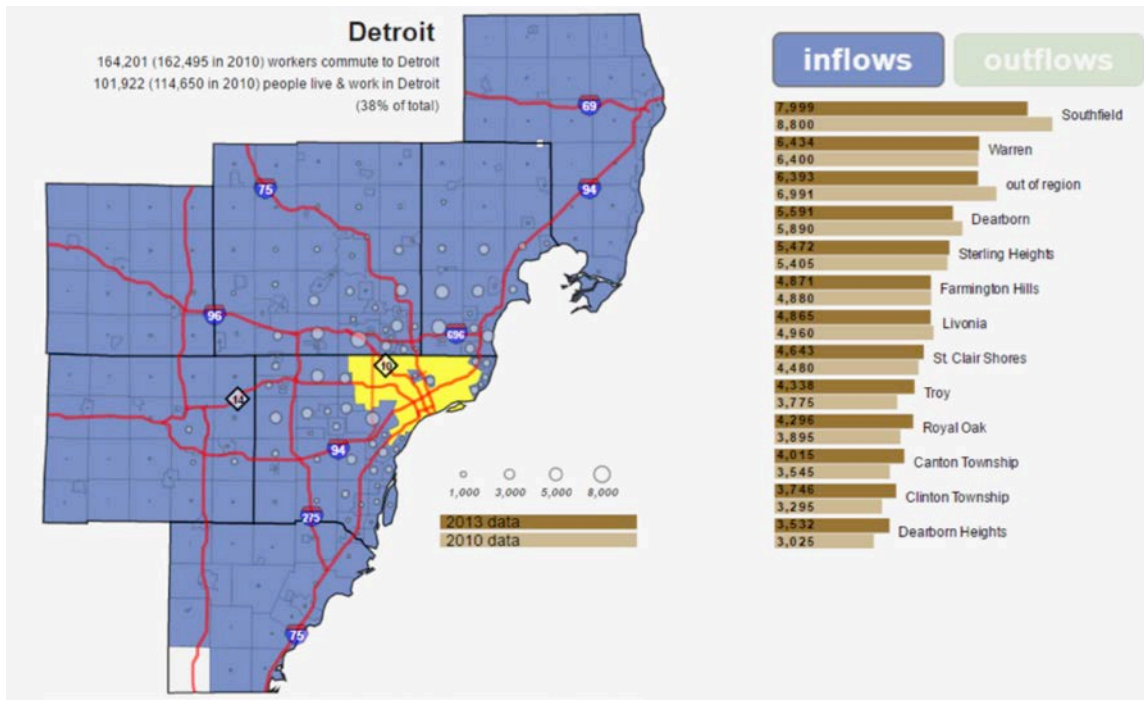 Detroit
164,201 (162,495 in 2010) workers commute to Detroit
101,922 (114,650 in 2010) people live & work in Detroit
(38% of total)
69
75
94
96
696
10
14
94
275
75
1,000 3,000 5,000 8,000
2013 data
2010 data
inflows outflows
7,999
Southfield
8,800
6,434
Warren
6,400
6,393
out of region
6,991
5,591
Dearborn
5,890
5,472
Sterling Heights
5,405
4,871
Farmington Hills
4,880
4,865
Livonia
4,960
4,643
St. Clair Shores
4,480
4,338
Troy
3,775
4,296
Royal Oak
3,895
4,015
Canton Township
3,545
3,746
Clinton Township
3,295
3,532
Dearborn Heights
3,025